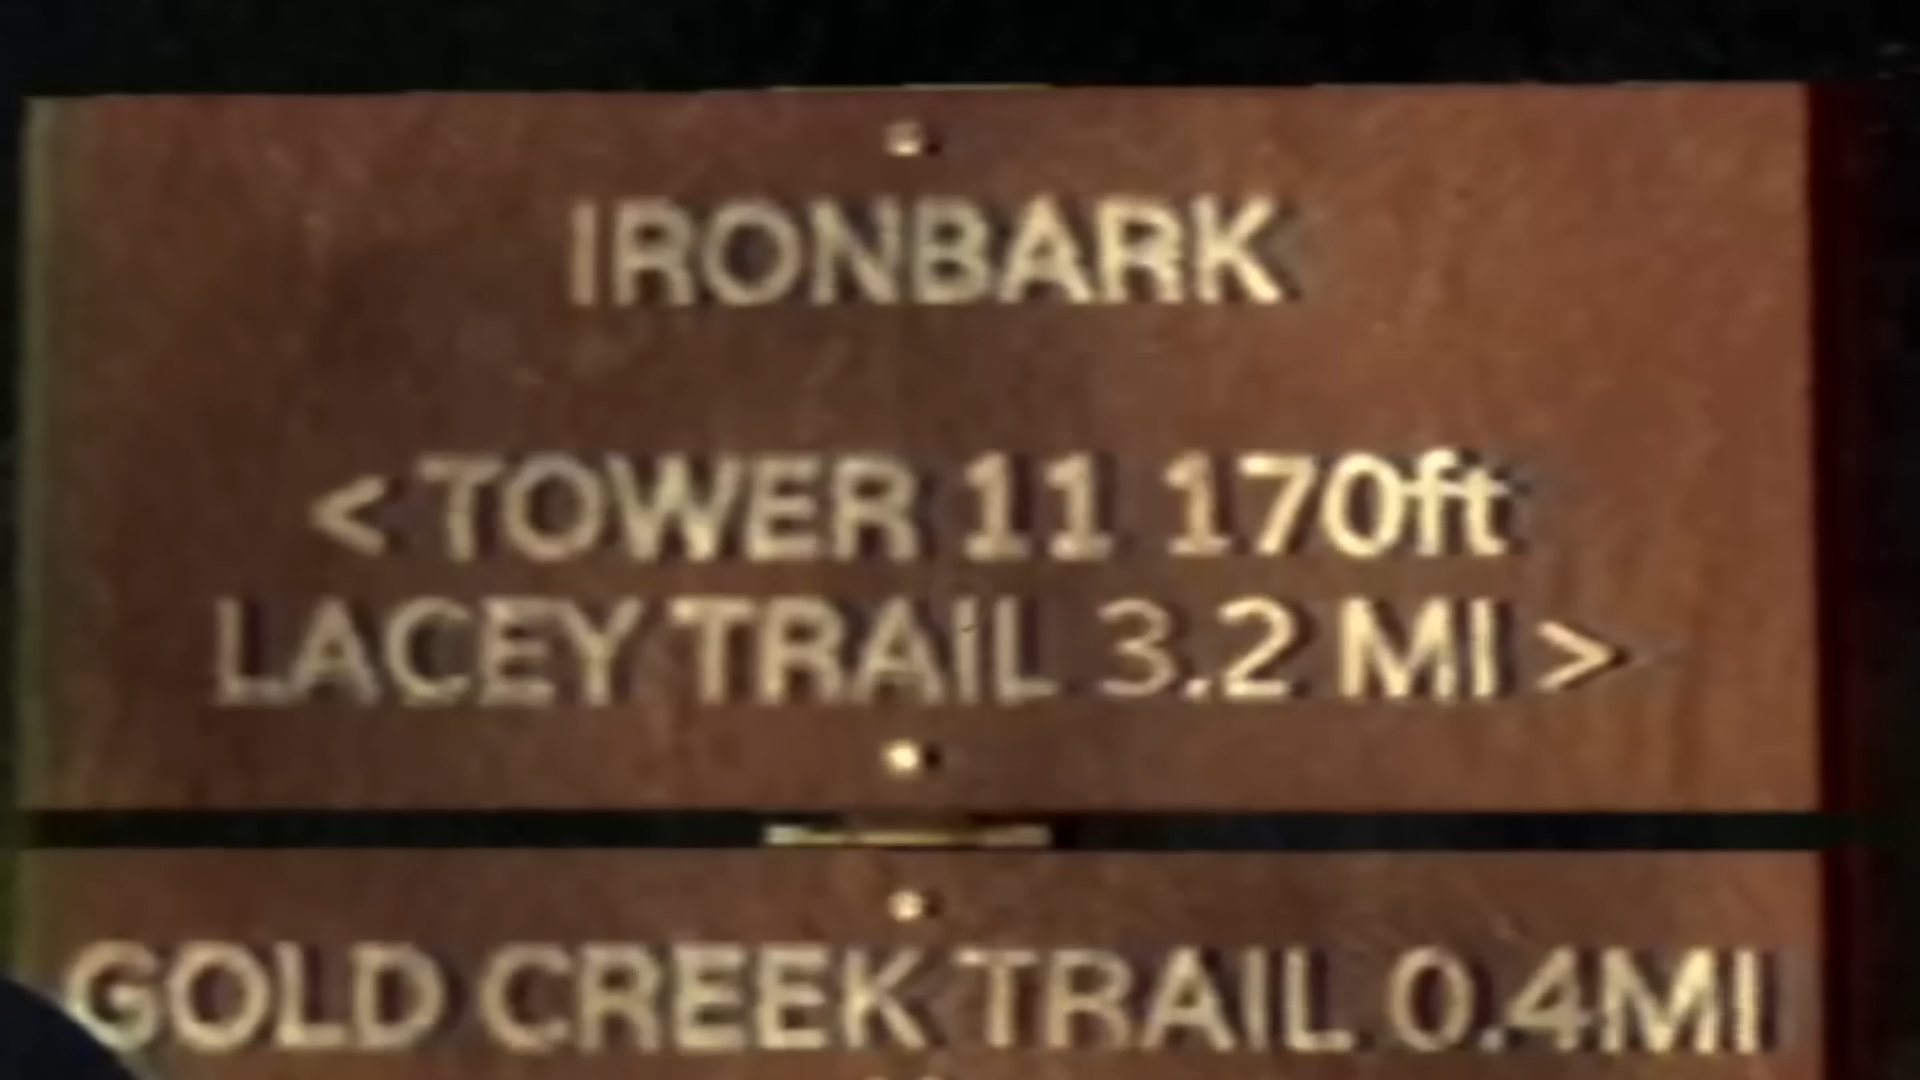 IRONBARK
< TOWER 11 170ft
LACEY TRAIL 3.2 MI >
GOLD CREEK TRAIL 0.4MI